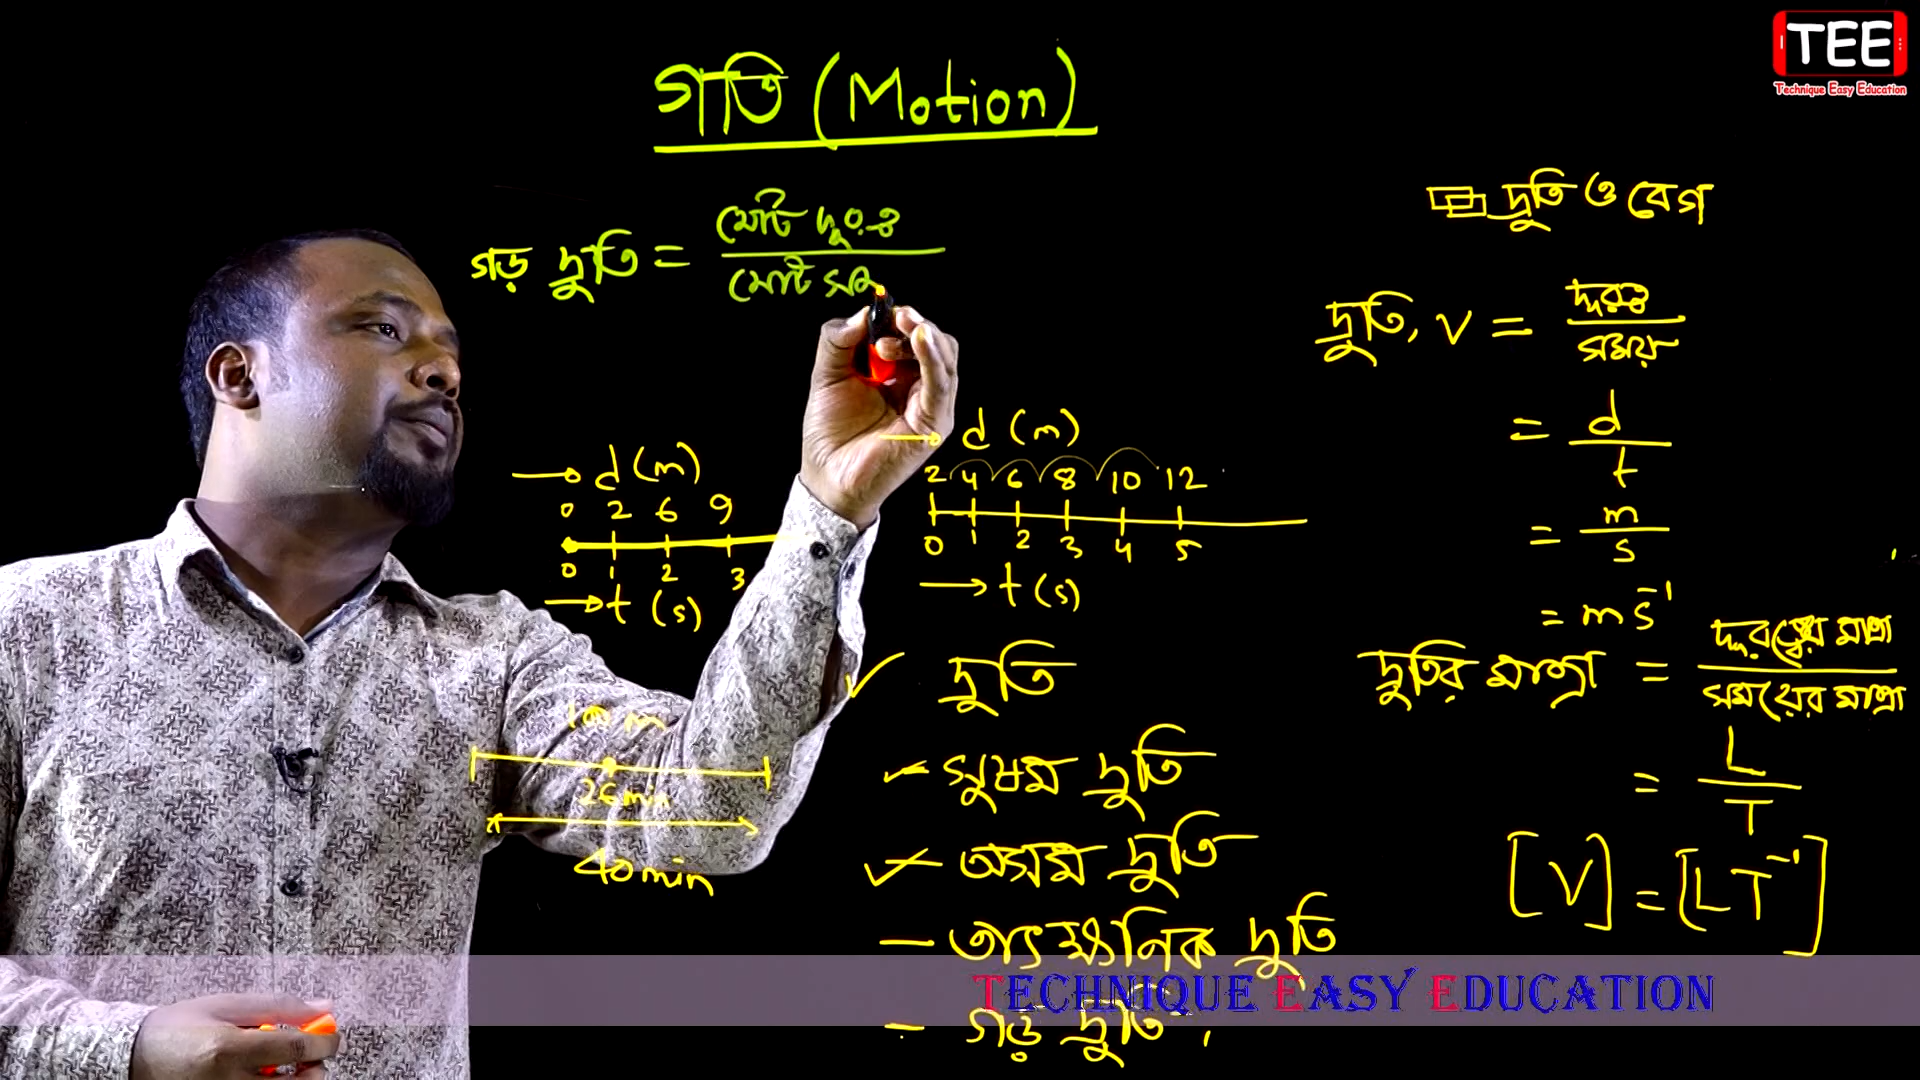 TEE
Technique Easy Education
গতি (Motion)
গড় দ্রুতি = মোট দূরত্ব / মোট সম
d (m)
0 2 6 9
0 1 2 3
t (s)
d (m)
2 4 6 8 10 12
0 1 2 3 4 5
t (s)
100 m
26 min
40 min
দ্রুতি
সুষম দ্রুতি
অসম দ্রুতি
তাৎক্ষণিক দ্রুতি
গড় দ্রুতি
দ্রুতি ও বেগ
দ্রুতি, v = দূরত্ব / সময়
= d / t
= m / s
= ms⁻¹
দ্রুতির মাত্রা = দূরত্বের মাত্রা / সময়ের মাত্রা
= L / T
[V] = [LT⁻¹]
TECHNIQUE EASY EDUCATION